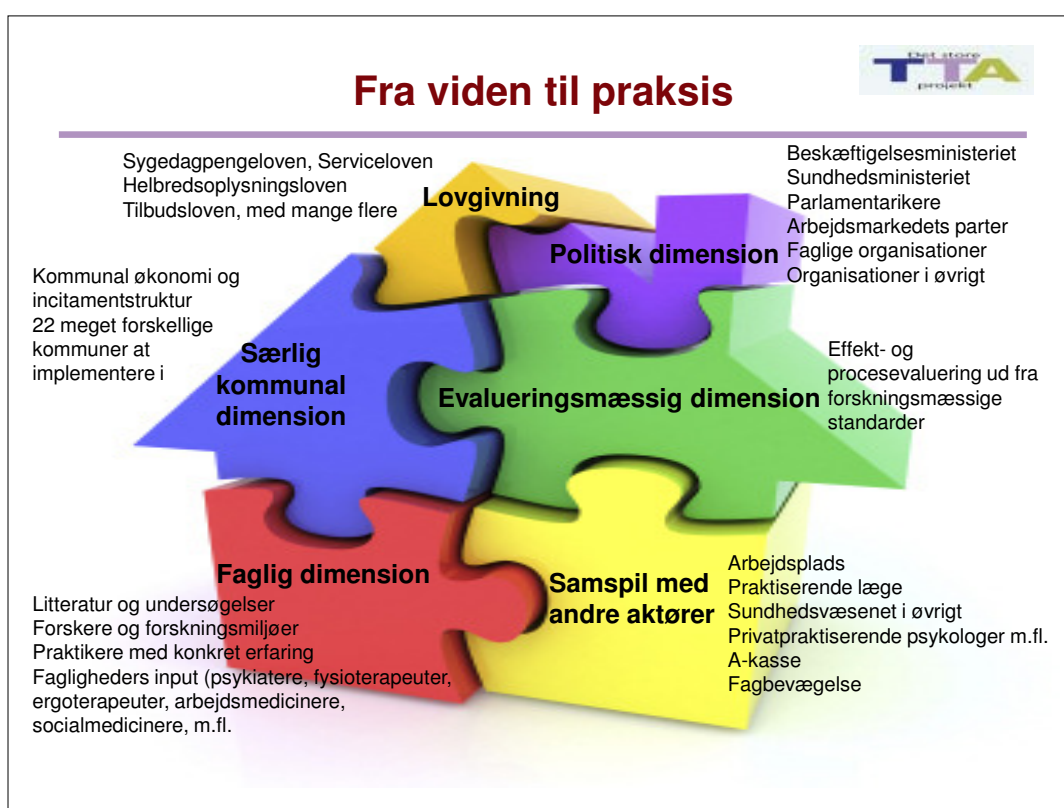 Det store
TTA
projekt
Fra viden til praksis
Sygedagpengeloven, Serviceloven
Helbredsoplysningsloven
Tilbudsloven, med mange flere
Lovgivning
Beskæftigelsesministeriet
Sundhedsministeriet
Parlamentarikere
Arbejdsmarkedets parter
Faglige organisationer
Organisationer i øvrigt
Politisk dimension
Kommunal økonomi og
incitamentstruktur
22 meget forskellige
kommuner at
implementere i
Særlig
kommunal
dimension
Evalueringsmæssig dimension
Effekt- og
procesevaluering ud fra
forskningsmæssige
standarder
Faglig dimension
Litteratur og undersøgelser
Forskere og forskningsmiljøer
Praktikere med konkret erfaring
Fagligheders input (psykiatere, fysioterapeuter,
ergoterapeuter, arbejdsmedicinere,
socialmedicinere, m.fl.
Samspil med
andre aktører
Arbejdsplads
Praktiserende læge
Sundhedsvæsenet i øvrigt
Privatpraktiserende psykologer m.fl.
A-kasse
Fagbevægelse